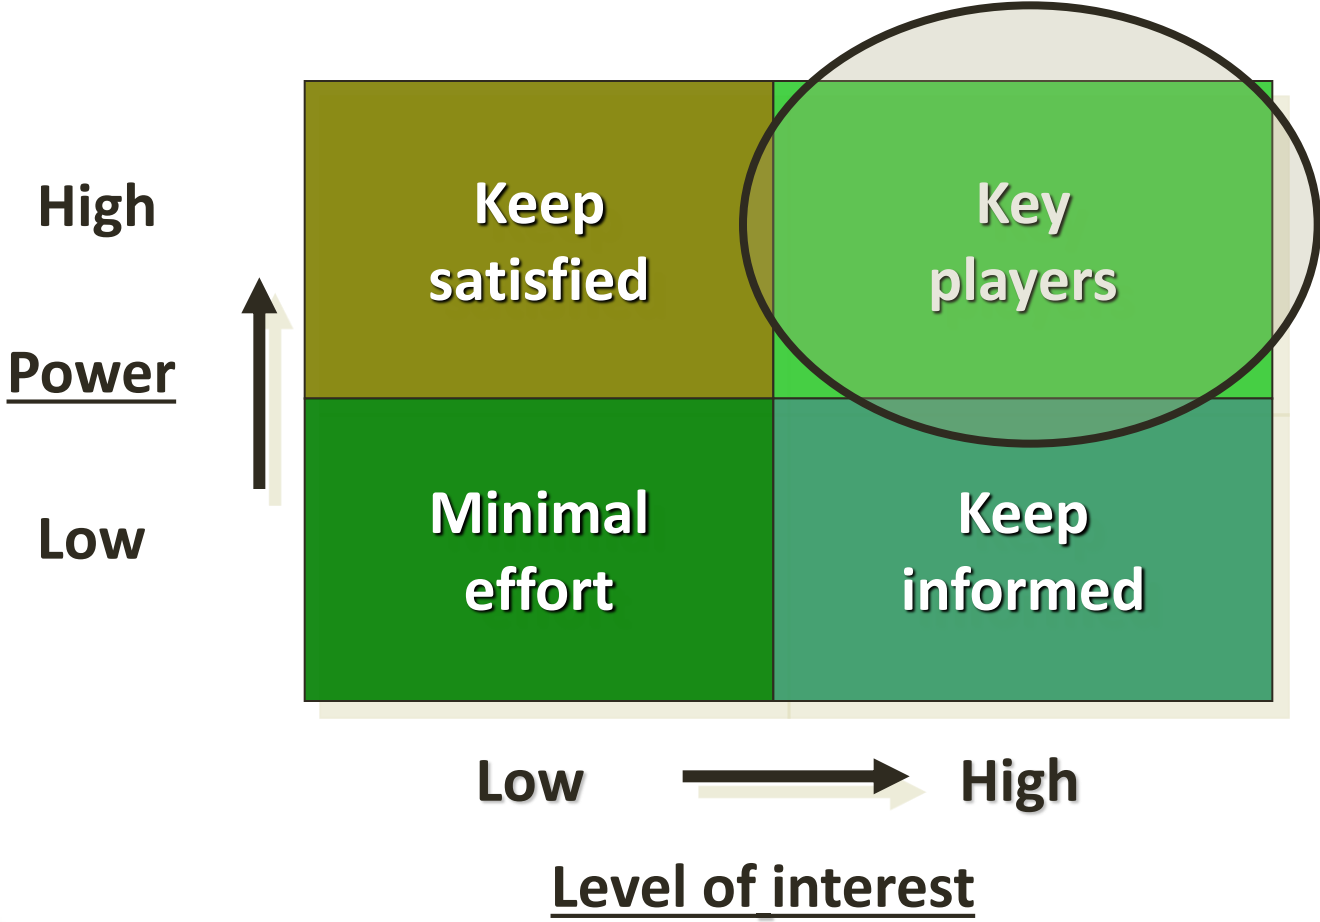 High
Keep
satisfied
Key
players
Power
Low
Minimal
effort
Keep
informed
Low
High
Level of interest